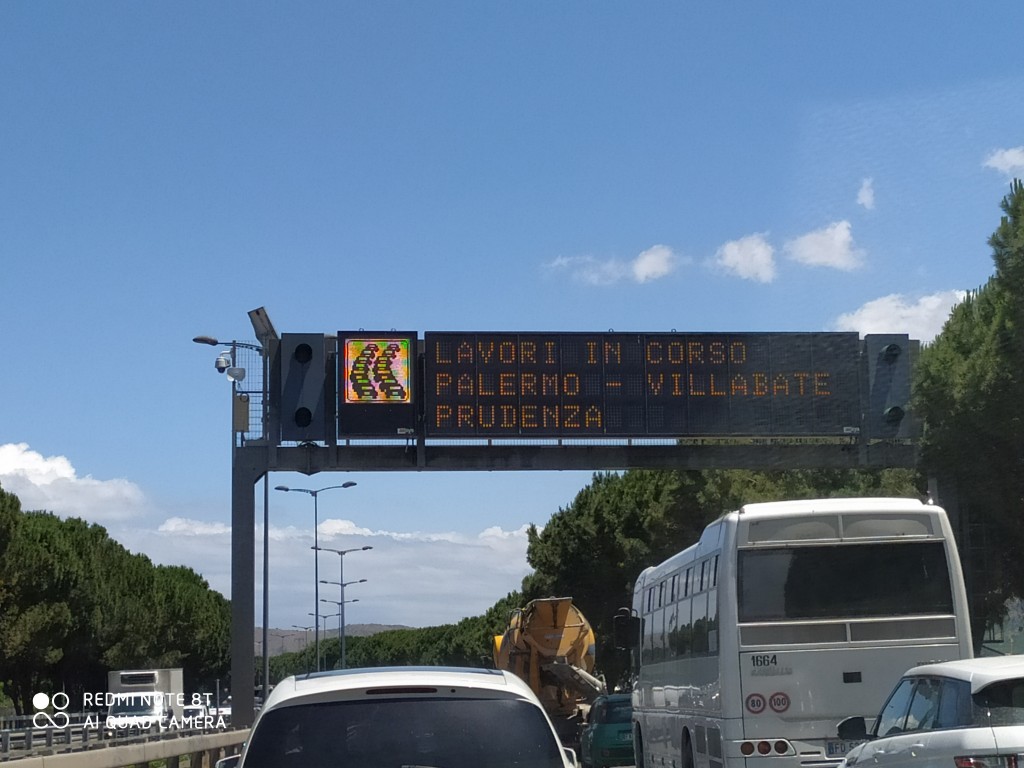 LAVORI IN CORSO
PALERMO - VILLABATE
PRUDENZA
1664
80 100
REDMI NOTE 8T
AI QUAD CAMERA